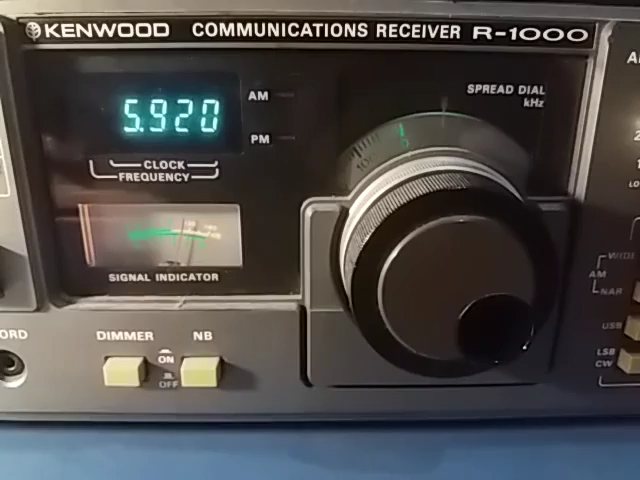 KENWOOD COMMUNICATIONS RECEIVER R-1000
5.920
AM
PM
CLOCK
FREQUENCY
SPREAD DIAL
kHz
0
SIGNAL INDICATOR
ORD
DIMMER
NB
ON
OFF
WIDE
AM
NAR
USB
LSB
CW